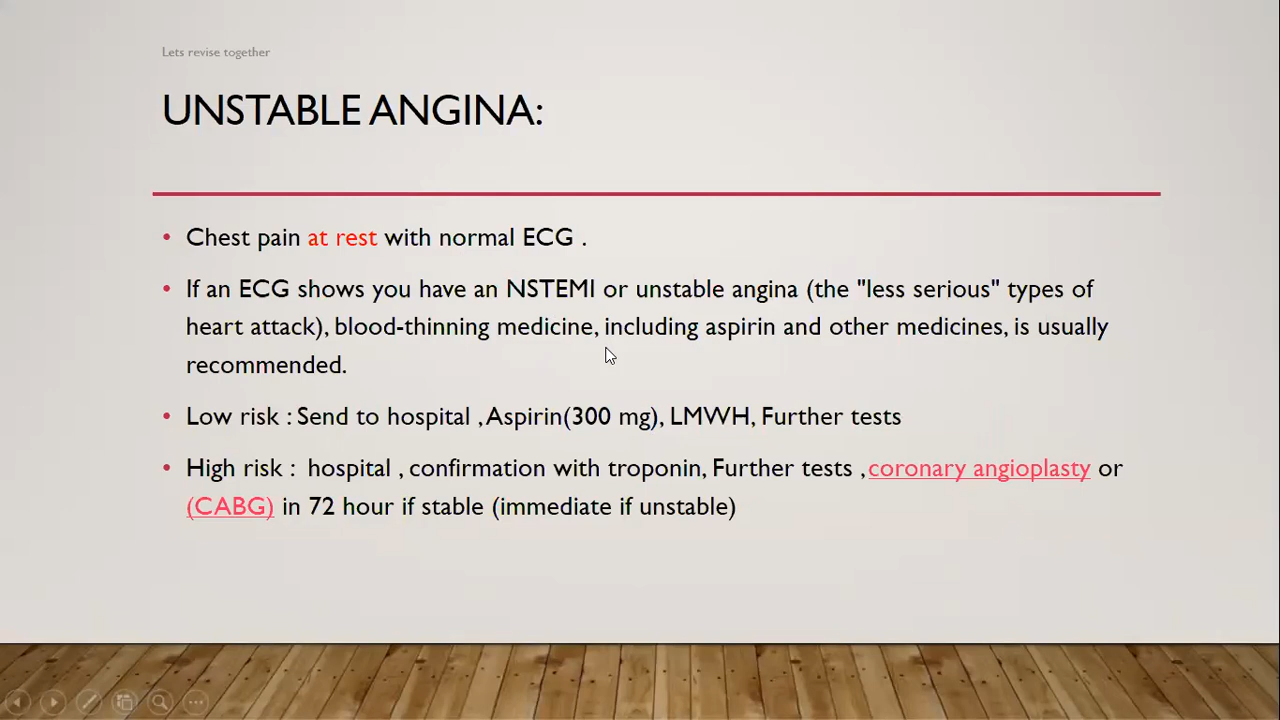 Lets revise together
UNSTABLE ANGINA:
• Chest pain at rest with normal ECG .
• If an ECG shows you have an NSTEMI or unstable angina (the "less serious" types of
heart attack), blood-thinning medicine, including aspirin and other medicines, is usually
recommended.
• Low risk : Send to hospital ,Aspirin(300 mg), LMWH, Further tests
• High risk : hospital , confirmation with troponin, Further tests , coronary angioplasty or
(CABG) in 72 hour if stable (immediate if unstable)